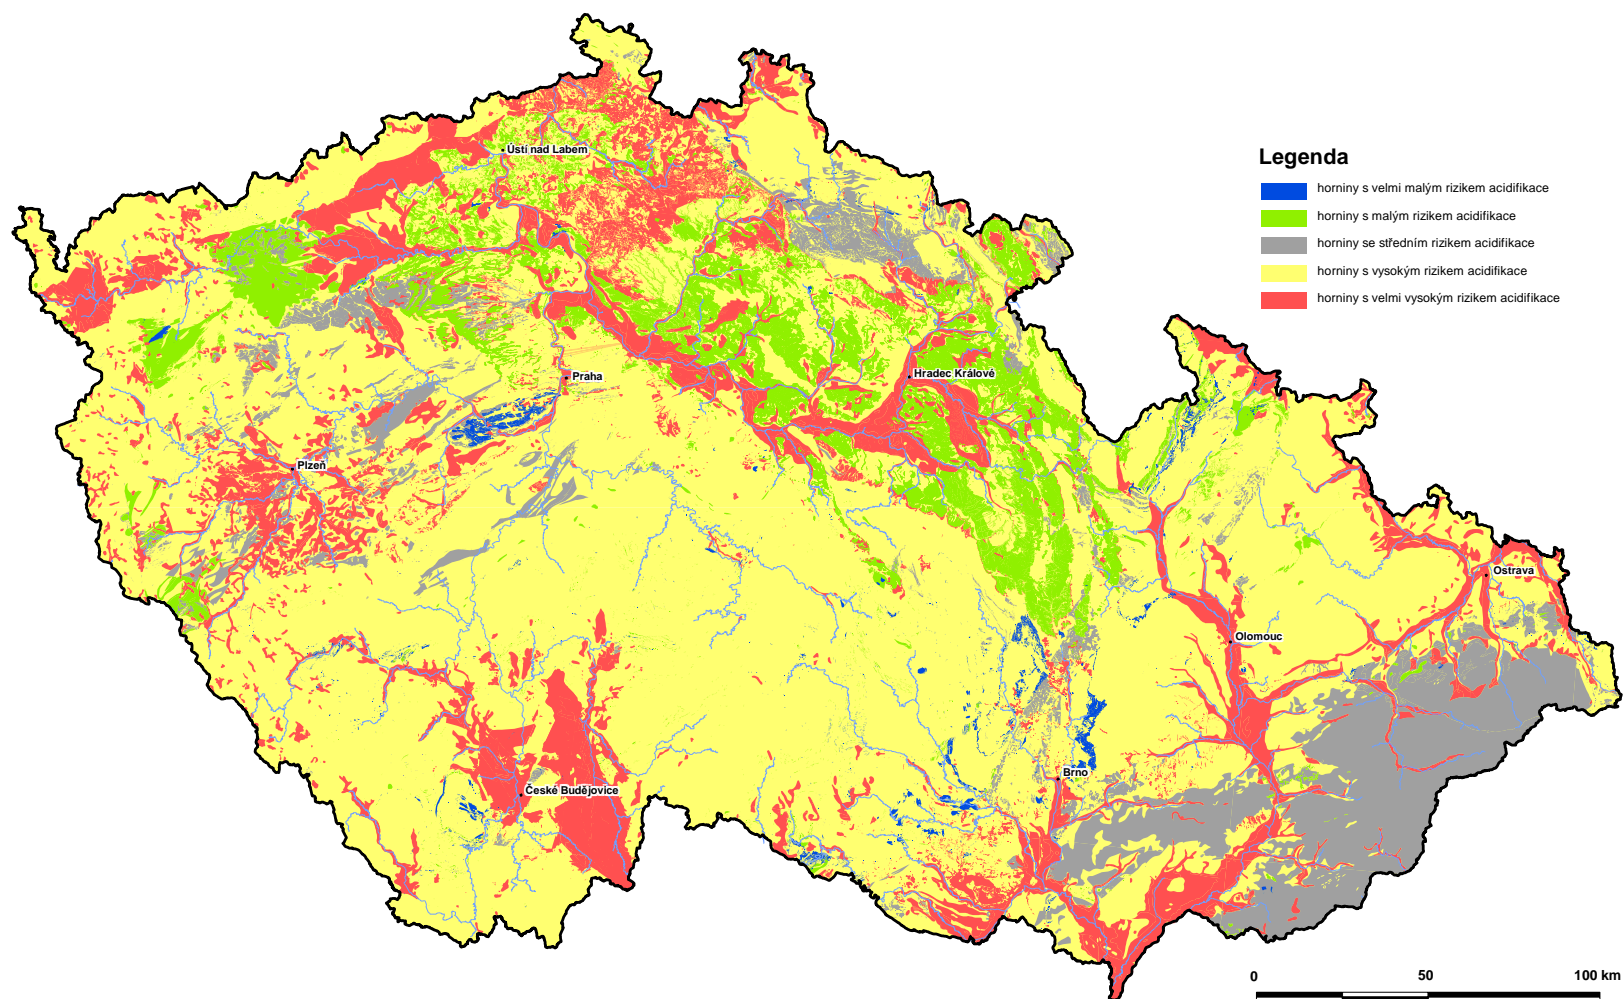 Legenda
horniny s velmi malým rizikem acidifikace
horniny s malým rizikem acidifikace
horniny se středním rizikem acidifikace
horniny s vysokým rizikem acidifikace
horniny s velmi vysokým rizikem acidifikace
Ústí nad Labem
Praha
Hradec Králové
Plzeň
Ostrava
Olomouc
Brno
České Budějovice
0 50 100 km